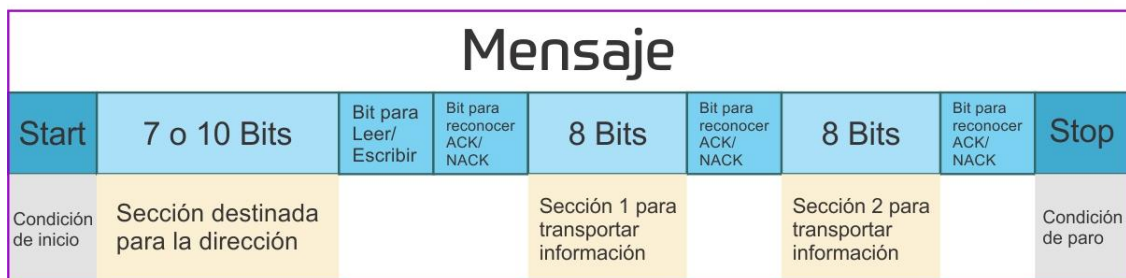 Mensaje
Start
7 o 10 Bits
Bit para
Leer/
Escribir
Bit para
reconocer
ACK/
NACK
8 Bits
Bit para
reconocer
ACK/
NACK
8 Bits
Bit para
reconocer
ACK/
NACK
Stop
Condición
de inicio
Sección destinada
para la dirección
Sección 1 para
transportar
información
Sección 2 para
transportar
información
Condición
de paro